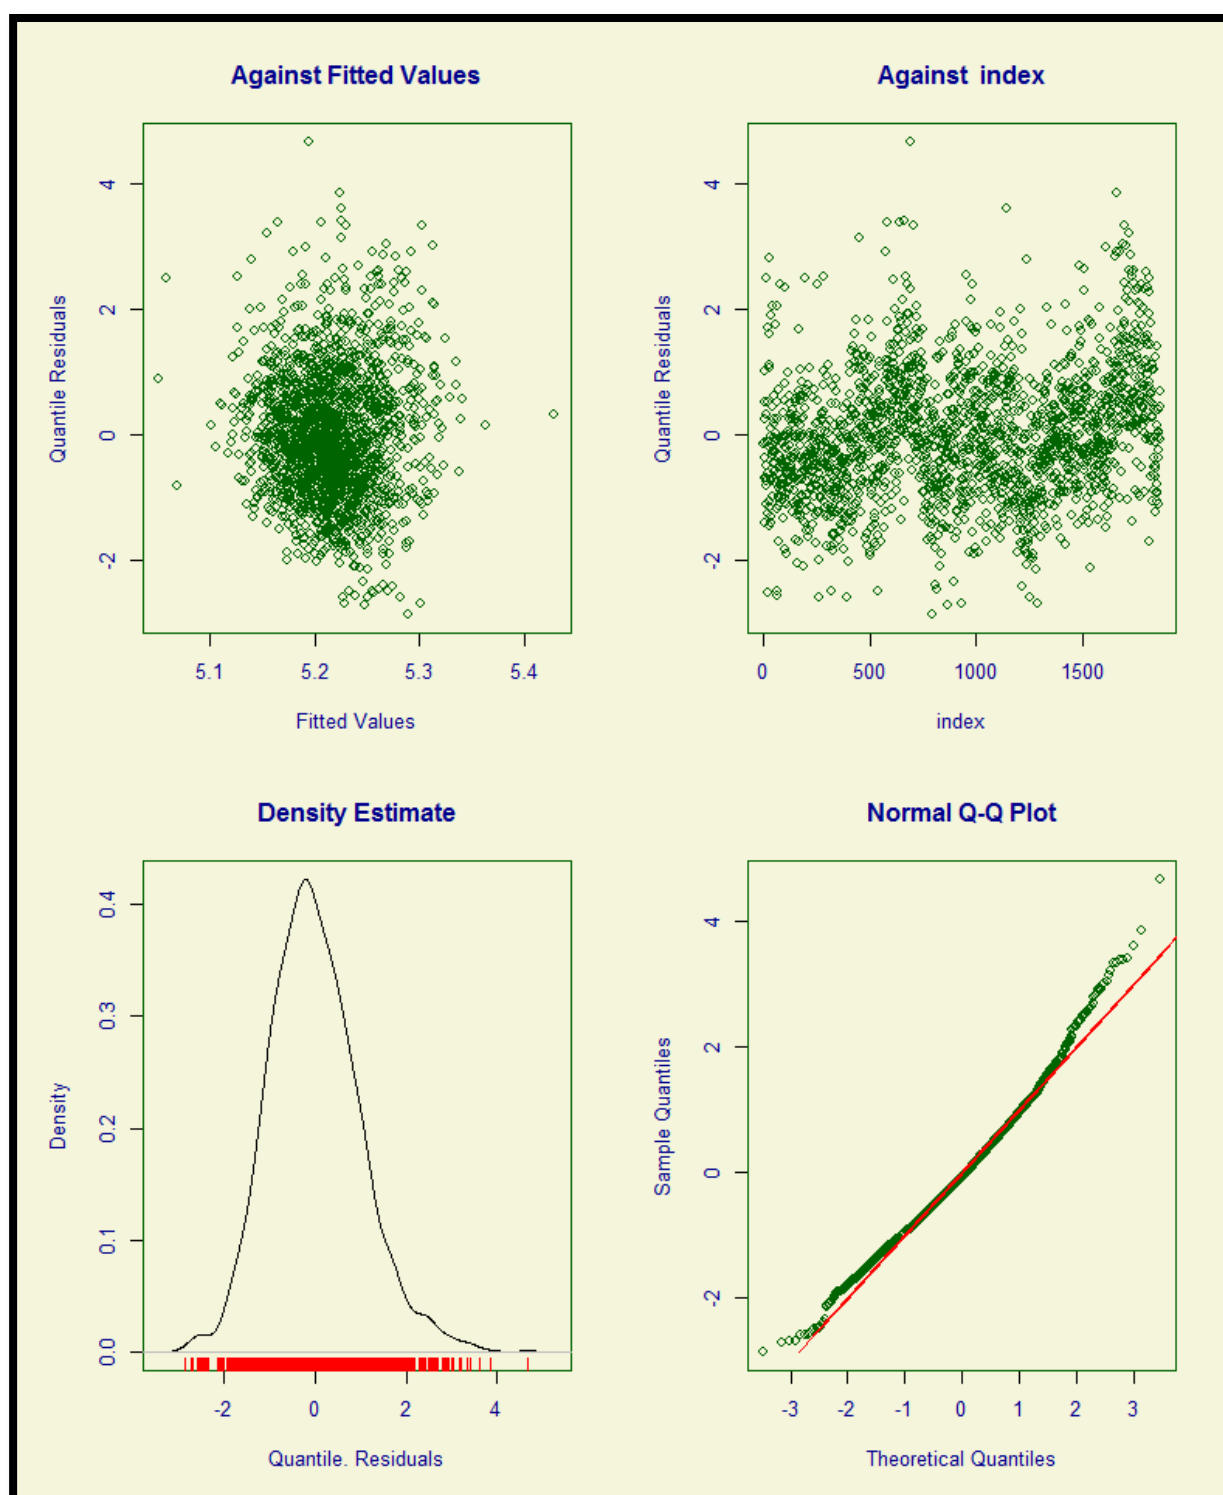 Against Fitted Values
Quantile Residuals
4
2
0
-2
5.1 5.2 5.3 5.4
Fitted Values
Against index
Quantile Residuals
4
2
0
-2
0 500 1000 1500
index
Density Estimate
Density
0.4
0.3
0.2
0.1
0.0
-2 0 2 4
Quantile. Residuals
Normal Q-Q Plot
Sample Quantiles
4
2
0
-2
-3 -2 -1 0 1 2 3
Theoretical Quantiles